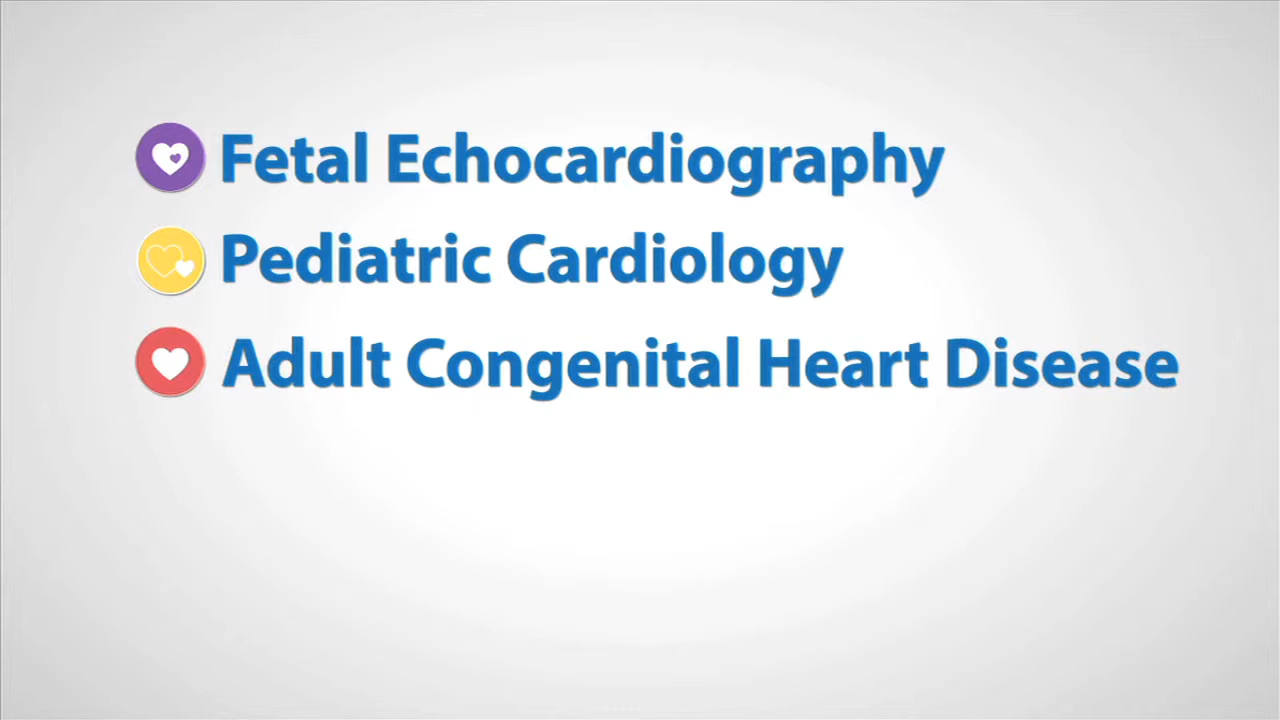 Fetal Echocardiography
Pediatric Cardiology
Adult Congenital Heart Disease